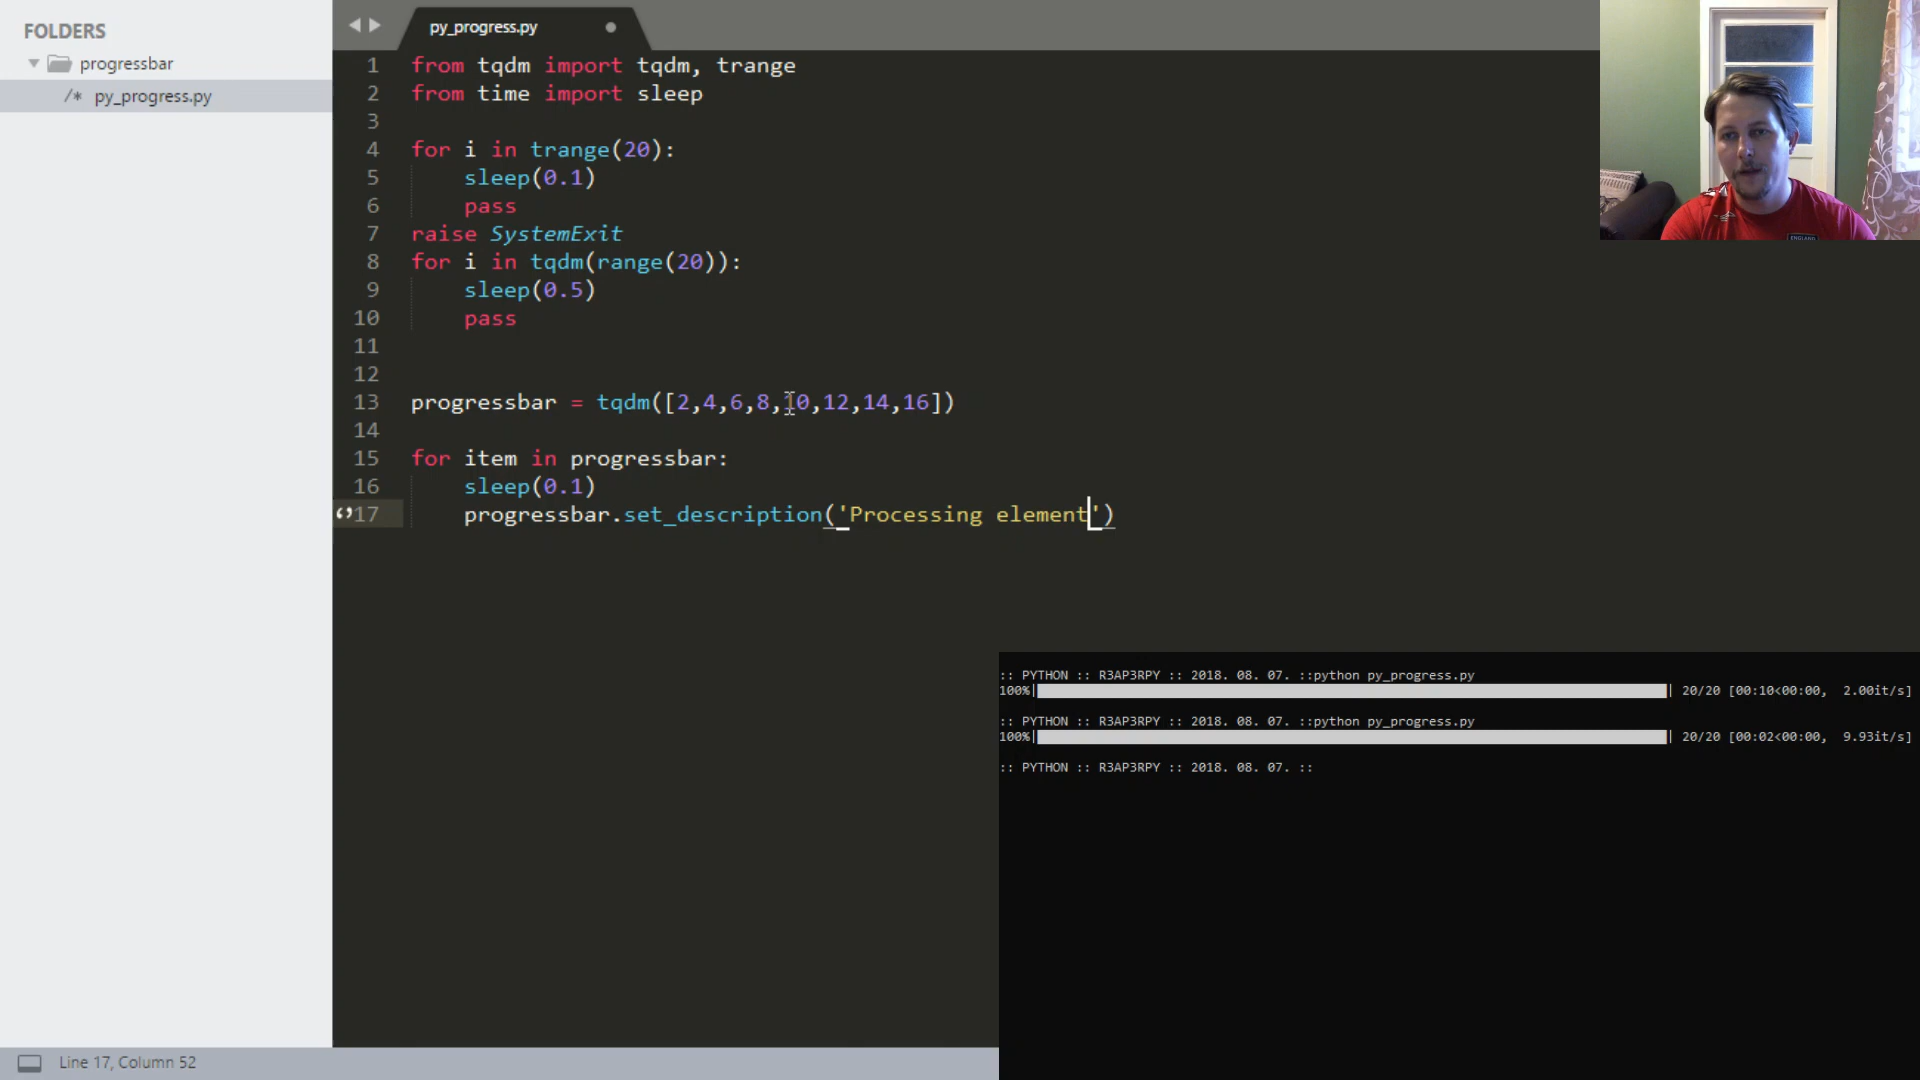 FOLDERS
progressbar
/* py_progress.py
py_progress.py
1 from tqdm import tqdm, trange
2 from time import sleep
3
4 for i in trange(20):
5 sleep(0.1)
6 pass
7 raise SystemExit
8 for i in tqdm(range(20)):
9 sleep(0.5)
10 pass
11
12
13 progressbar = tqdm([2,4,6,8,10,12,14,16])
14
15 for item in progressbar:
16 sleep(0.1)
17 progressbar.set_description('Processing element')
:: PYTHON :: R3AP3RPY :: 2018. 08. 07. ::python py_progress.py
100%| | 20/20 [00:10<00:00, 2.00it/s]
:: PYTHON :: R3AP3RPY :: 2018. 08. 07. ::python py_progress.py
100%| | 20/20 [00:02<00:00, 9.93it/s]
:: PYTHON :: R3AP3RPY :: 2018. 08. 07. ::
Line 17, Column 52
ENGLAND